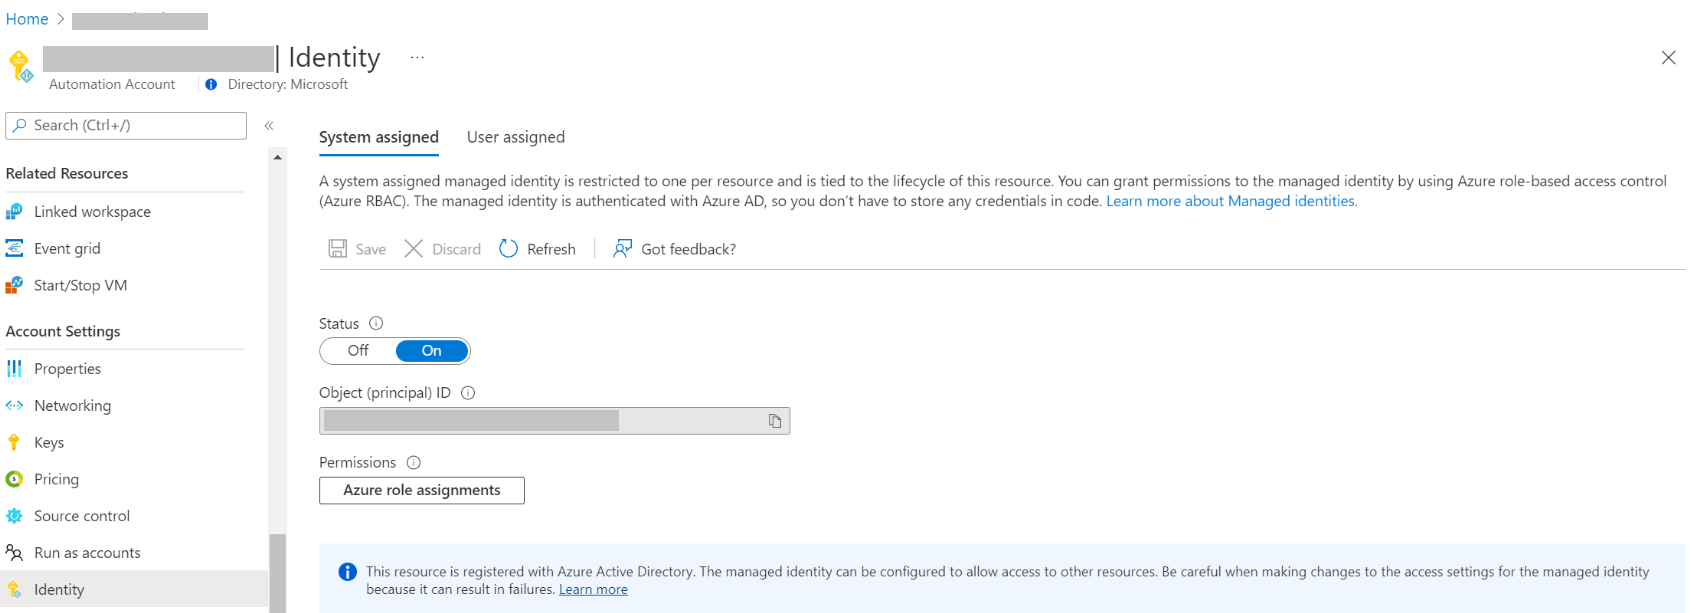 Home >
| Identity ...
Automation Account
Directory: Microsoft
Search (Ctrl+/)
«
Related Resources
Linked workspace
Event grid
Start/Stop VM
Account Settings
Properties
Networking
Keys
Pricing
Source control
Run as accounts
Identity
System assigned User assigned
A system assigned managed identity is restricted to one per resource and is tied to the lifecycle of this resource. You can grant permissions to the managed identity by using Azure role-based access control
(Azure RBAC). The managed identity is authenticated with Azure AD, so you don't have to store any credentials in code. Learn more about Managed identities.
Save Discard Refresh Got feedback?
Status
Off On
Object (principal) ID
Permissions
Azure role assignments
This resource is registered with Azure Active Directory. The managed identity can be configured to allow access to other resources. Be careful when making changes to the access settings for the managed identity
because it can result in failures. Learn more